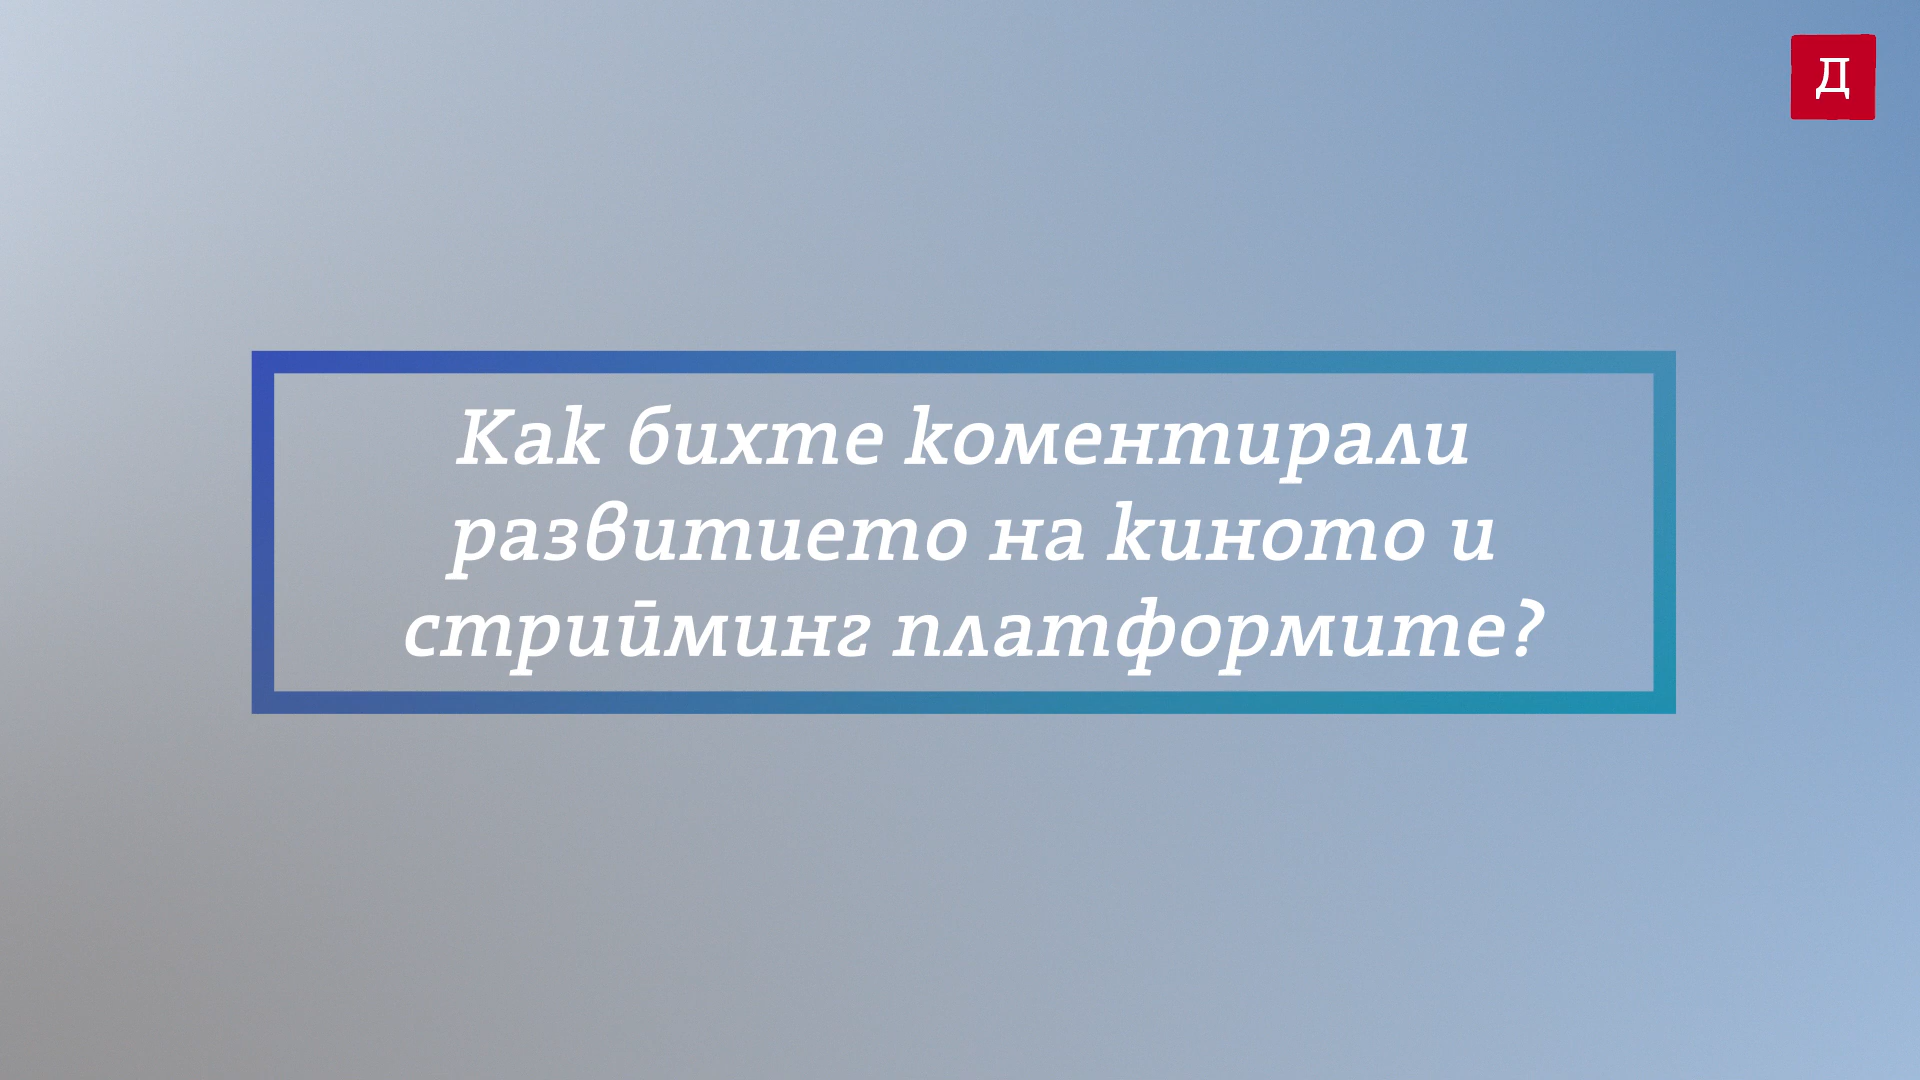 Д
Как бихте коментирали
развитието на киното и
стрийминг платформите?